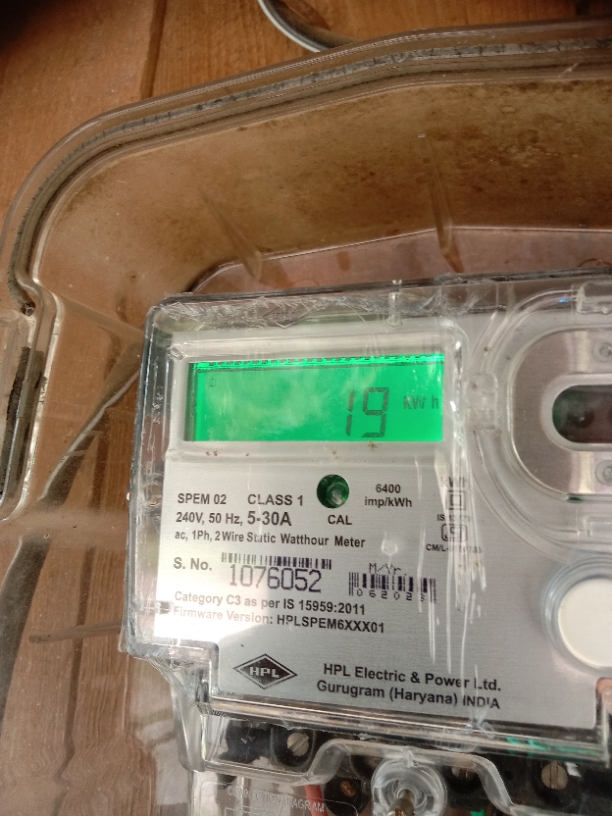 19 kWh
SPEM 02 CLASS 1
6400
imp/kWh
240V, 50 Hz, 5-30A
CAL
ac, 1Ph, 2 Wire Static Watthour Meter
S. No.
1076052
M/Yr.
Category C3 as per IS 15959:2011
Firmware Version: HPLSPEM6XXX01
HPL
HPL Electric & Power Ltd.
Gurugram (Haryana) INDIA